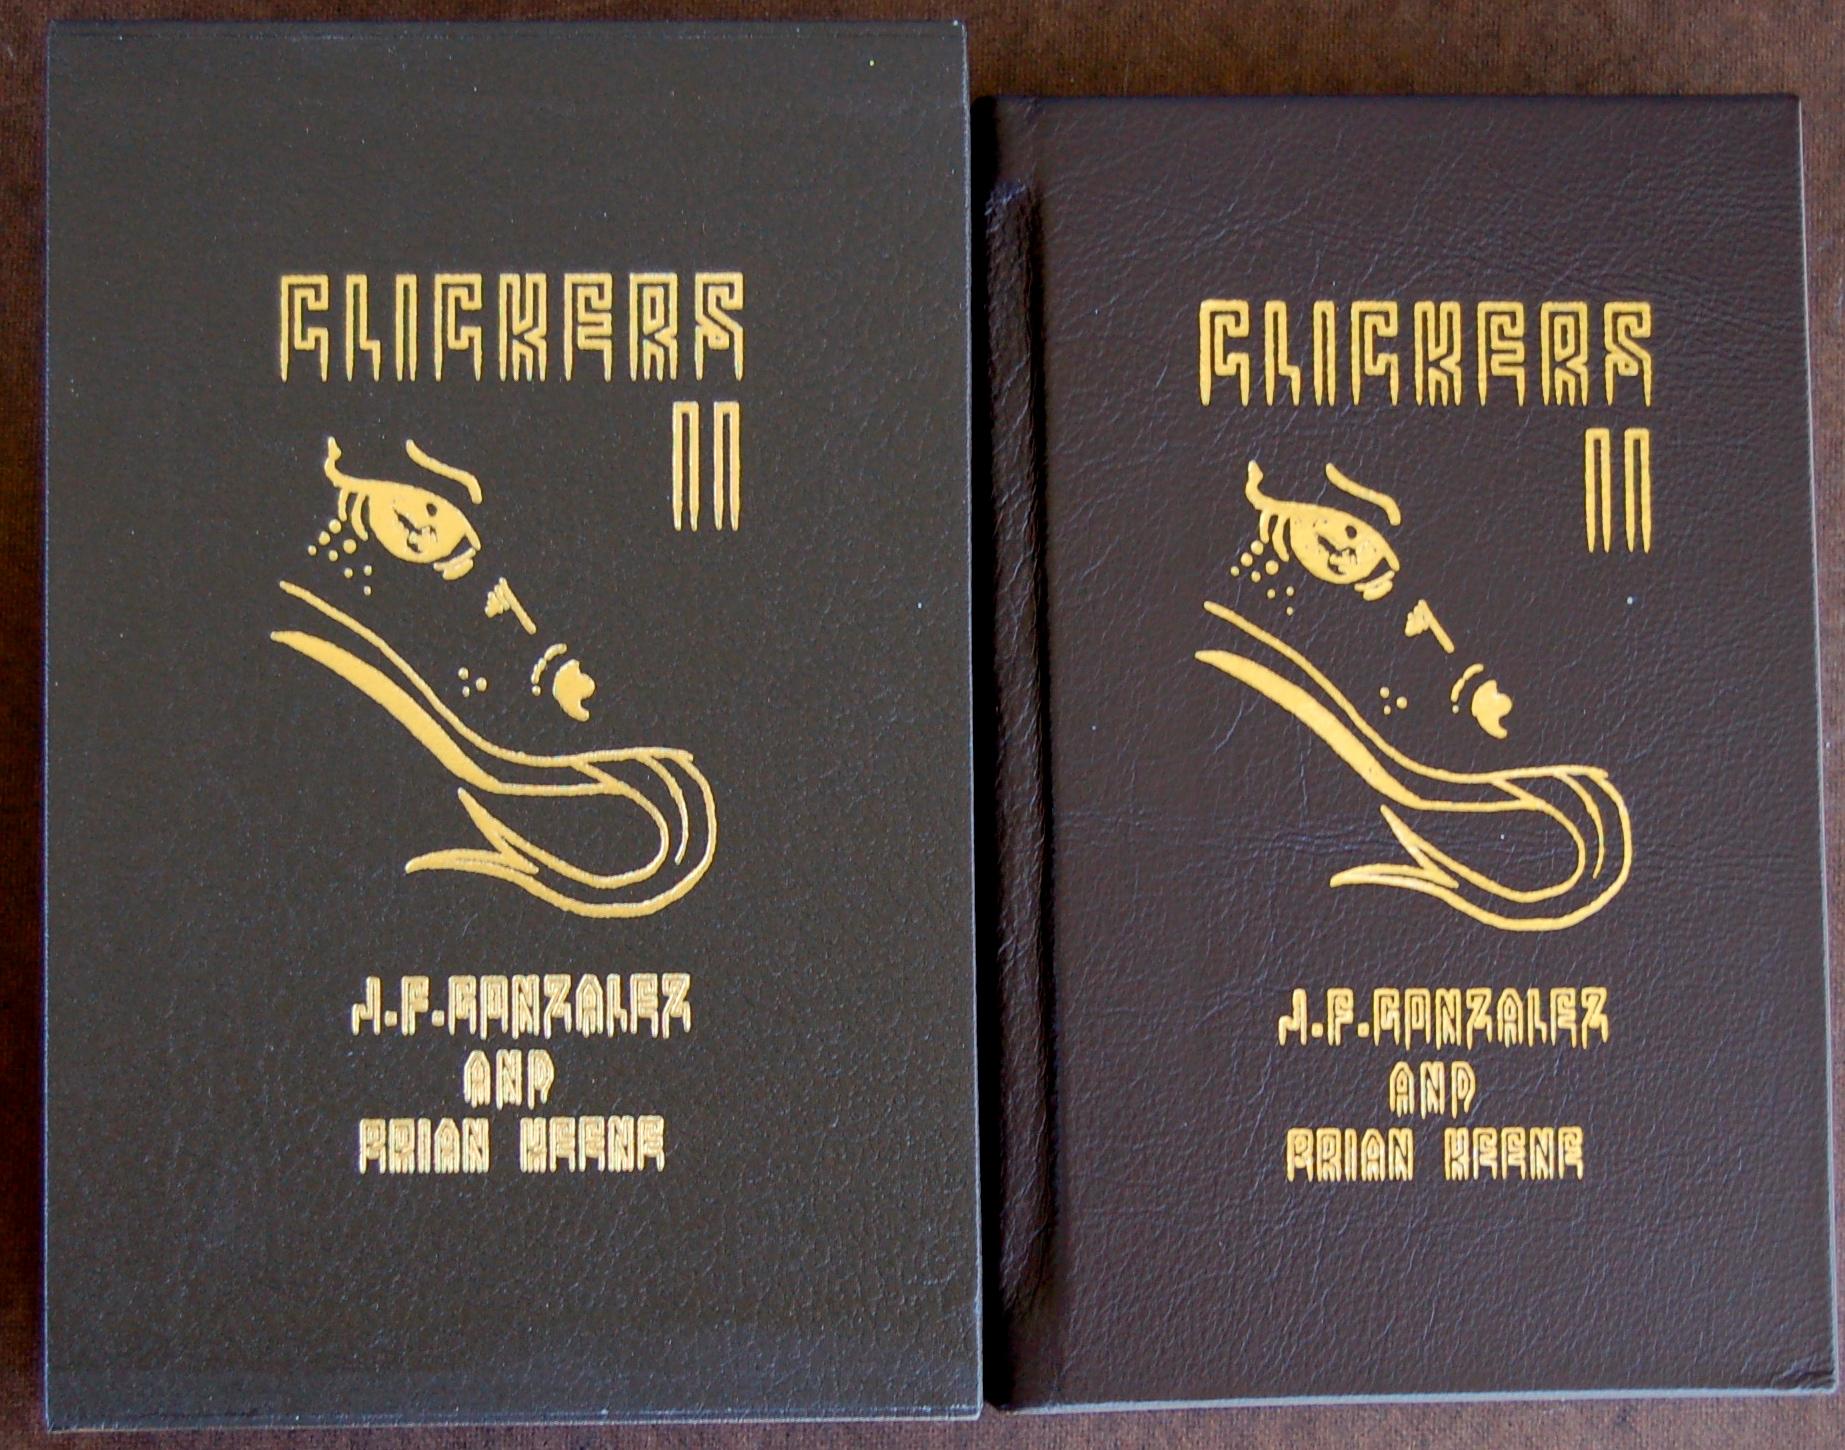 CLICKERS
II
J.F.GONZALEZ
AND
BRIAN KEENE
CLICKERS
II
J.F.GONZALEZ
AND
BRIAN KEENE